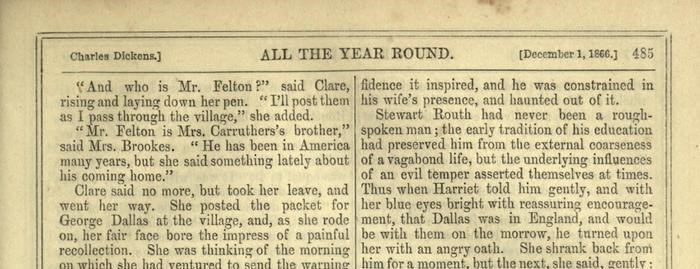 Charles Dickens.] ALL THE YEAR ROUND. [December 1, 1866.] 485
"And who is Mr. Felton?" said Clare,
rising and laying down her pen. "I'll post them
as I pass through the village," she added.
"Mr. Felton is Mrs. Carruthers's brother,"
said Mrs. Brookes. "He has been in America
many years, but she said something lately about
his coming home."
Clare said no more, but took her leave, and
went her way. She posted the packet for
George Dallas at the village, and, as she rode
on, her fair face bore the impress of a painful
recollection. She was thinking of the morning
on which she had ventured to send the warning
fidence it inspired, and he was constrained in
his wife's presence, and haunted out of it.
Stewart Routh had never been a rough-
spoken man; the early tradition of his education
had preserved him from the external coarseness
of a vagabond life, but the underlying influences
of an evil temper asserted themselves at times.
Thus when Harriet told him gently, and with
her blue eyes bright with reassuring encourage-
ment, that Dallas was in England, and would
be with them on the morrow, he turned upon
her with an angry oath. She shrank back from
him for a moment, but the next, she said, gently: